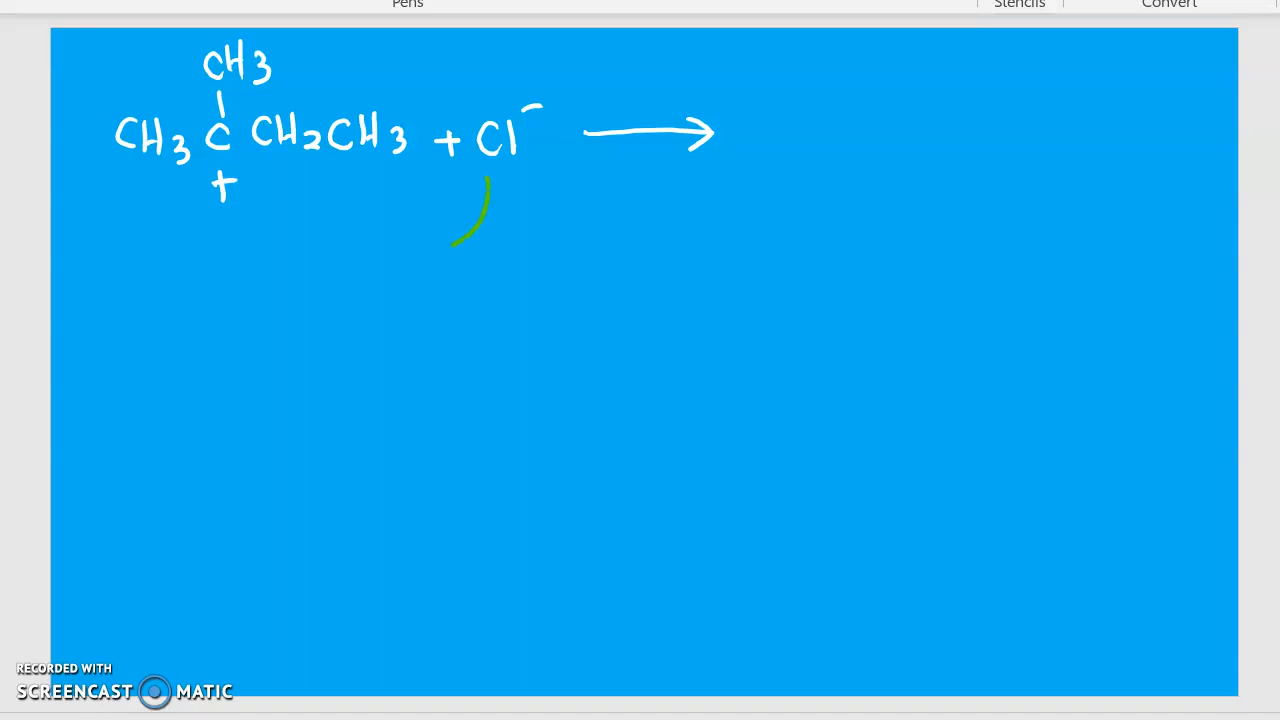 Pens Stencils Convert
CH3
CH3 C CH2CH3 + Cl⁻ ⟶
+
RECORDED WITH
SCREENCAST MATIC